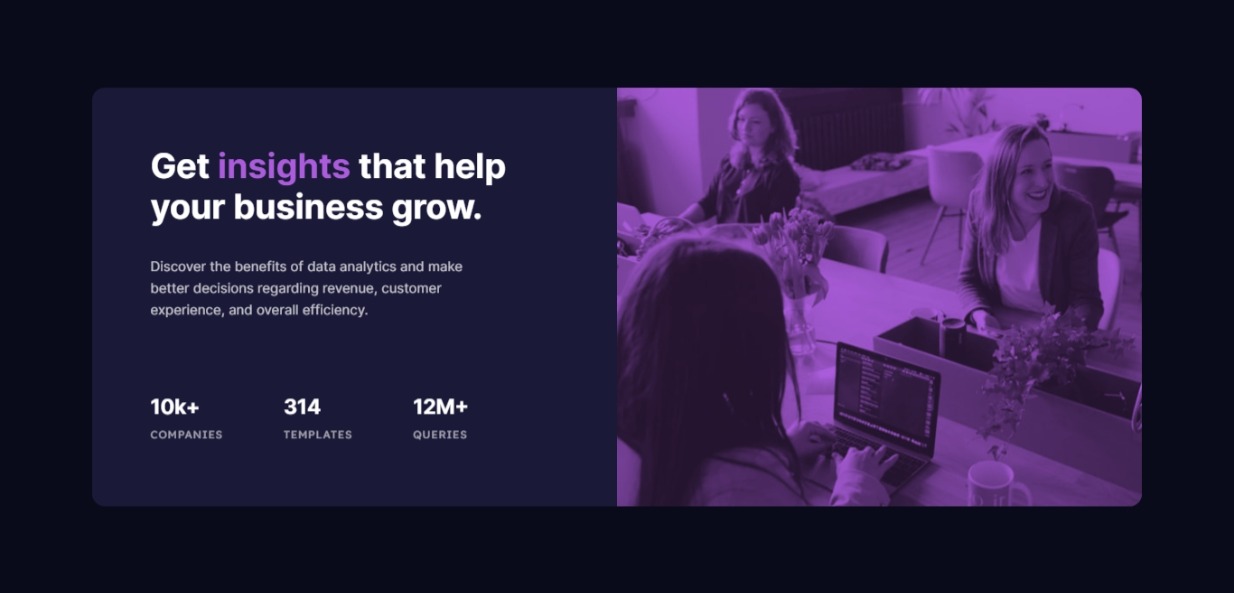 Get insights that help
your business grow.
Discover the benefits of data analytics and make
better decisions regarding revenue, customer
experience, and overall efficiency.
10k+ 314 12M+
COMPANIES TEMPLATES QUERIES